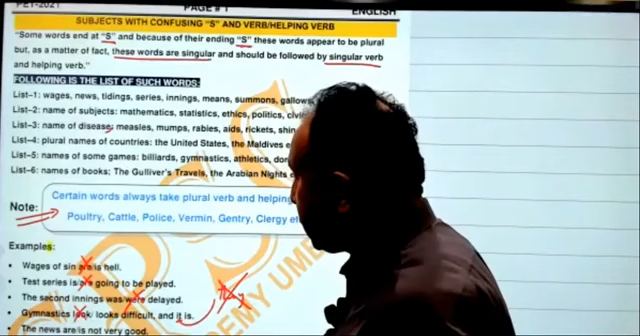 PET-2021 PAGE # 1 ENGLISH
SUBJECTS WITH CONFUSING "S" AND VERB/HELPING VERB
"Some words end at "S" and because of their ending "S" these words appear to be plural
but, as a matter of fact, these words are singular and should be followed by singular verb
and helping verb."
FOLLOWING IS THE LIST OF SUCH WORDS:
List–1: wages, news, tidings, series, innings, means, summons, gallows,
List–2: name of subjects: mathematics, statistics, ethics, politics,
List–3: name of disease; measles, mumps, rabies, aids, rickets,
List–4: plural names of countries: the United States, the Maldives
List–5: names of some games: billiards, gymnastics, athletics,
List–6: names of books: The Gulliver's Travels, the Arabian Nights
Certain words always take plural verb and helping
Note:
Poultry, Cattle, Police, Vermin, Gentry, Clergy
Examples:
• Wages of sin are/is hell.
• Test series is/are going to be played.
• The second innings was/were delayed.
• Gymnastics look/ looks difficult, and it is.
• The news are/is not very good.